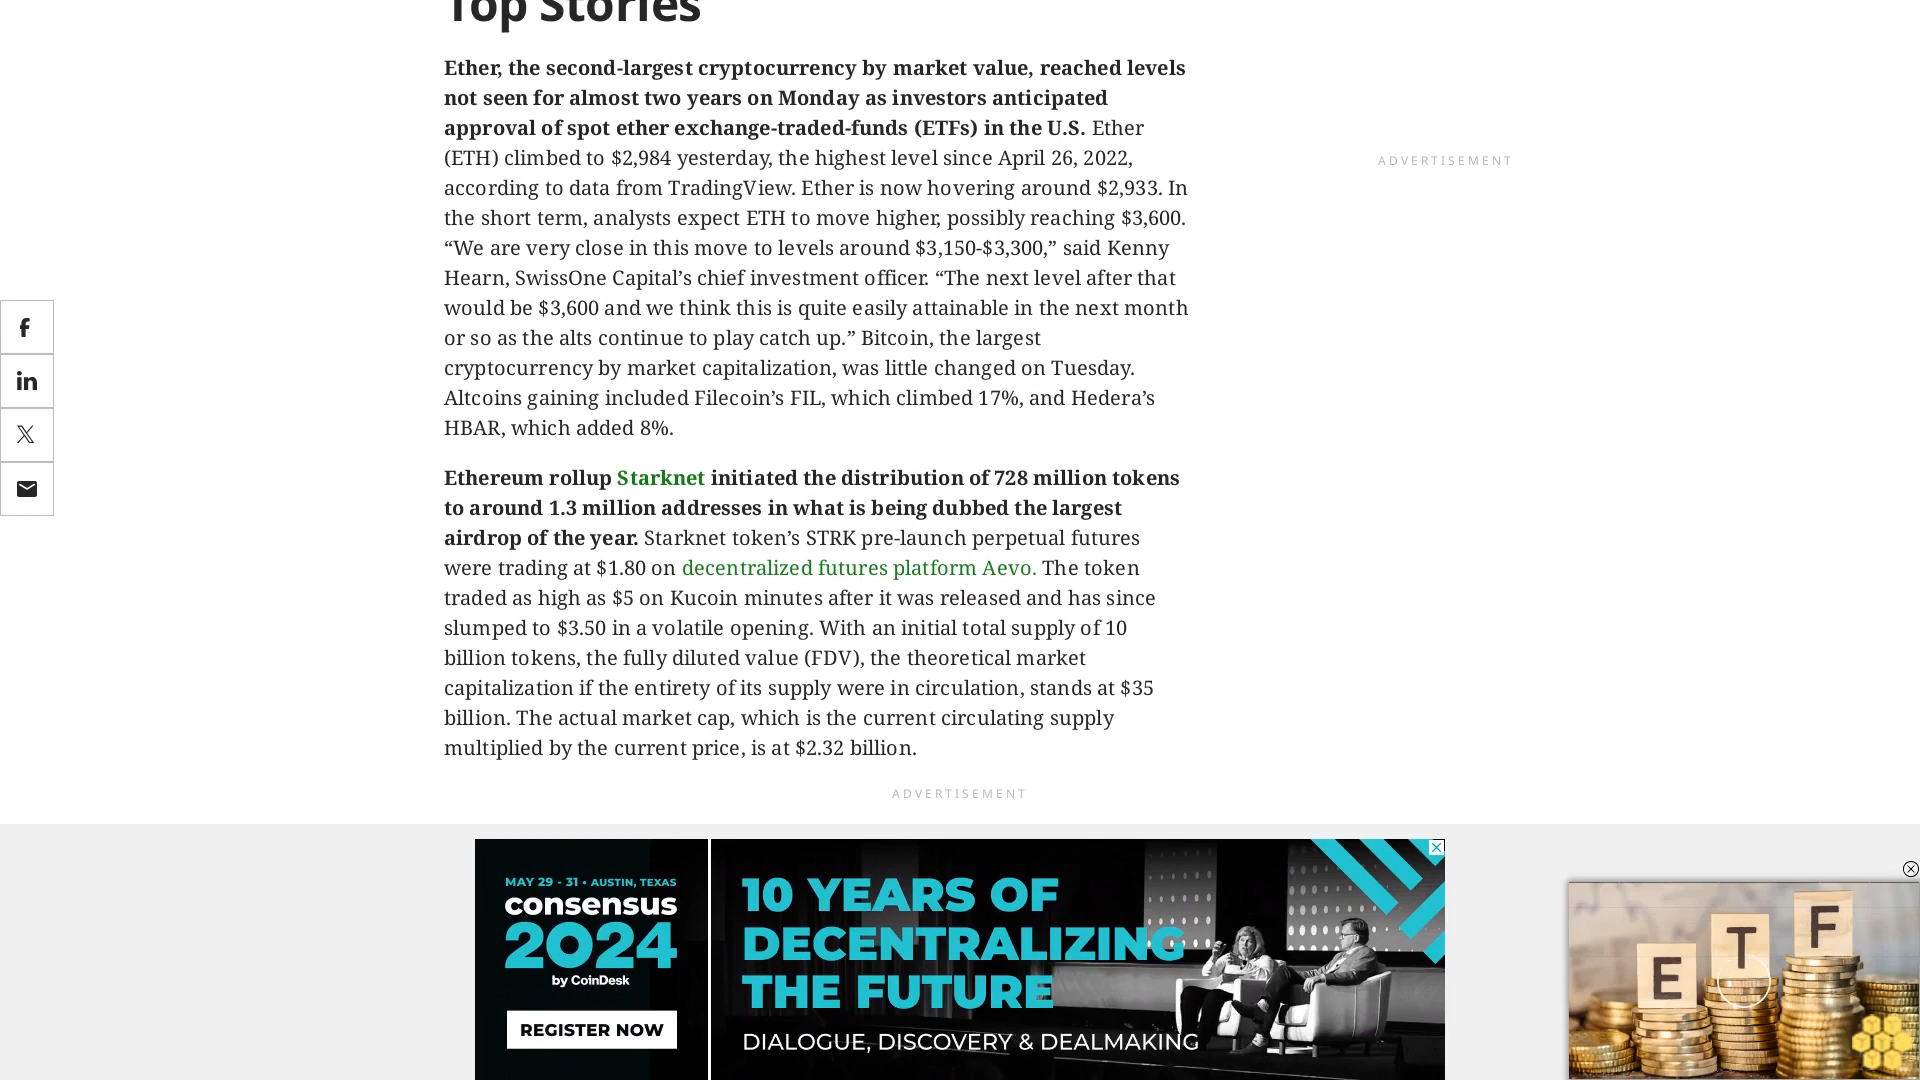 Top Stories
Ether, the second-largest cryptocurrency by market value, reached levels
not seen for almost two years on Monday as investors anticipated
approval of spot ether exchange-traded-funds (ETFs) in the U.S. Ether
(ETH) climbed to $2,984 yesterday, the highest level since April 26, 2022,
according to data from TradingView. Ether is now hovering around $2,933. In
the short term, analysts expect ETH to move higher, possibly reaching $3,600.
“We are very close in this move to levels around $3,150-$3,300,” said Kenny
Hearn, SwissOne Capital’s chief investment officer. “The next level after that
would be $3,600 and we think this is quite easily attainable in the next month
or so as the alts continue to play catch up.” Bitcoin, the largest
cryptocurrency by market capitalization, was little changed on Tuesday.
Altcoins gaining included Filecoin’s FIL, which climbed 17%, and Hedera’s
HBAR, which added 8%.
Ethereum rollup Starknet initiated the distribution of 728 million tokens
to around 1.3 million addresses in what is being dubbed the largest
airdrop of the year. Starknet token’s STRK pre-launch perpetual futures
were trading at $1.80 on decentralized futures platform Aevo. The token
traded as high as $5 on Kucoin minutes after it was released and has since
slumped to $3.50 in a volatile opening. With an initial total supply of 10
billion tokens, the fully diluted value (FDV), the theoretical market
capitalization if the entirety of its supply were in circulation, stands at $35
billion. The actual market cap, which is the current circulating supply
multiplied by the current price, is at $2.32 billion.
ADVERTISEMENT
ADVERTISEMENT
MAY 29 - 31 • AUSTIN, TEXAS
consensus
2024
by CoinDesk
REGISTER NOW
10 YEARS OF
DECENTRALIZING
THE FUTURE
DIALOGUE, DISCOVERY & DEALMAKING
E T F